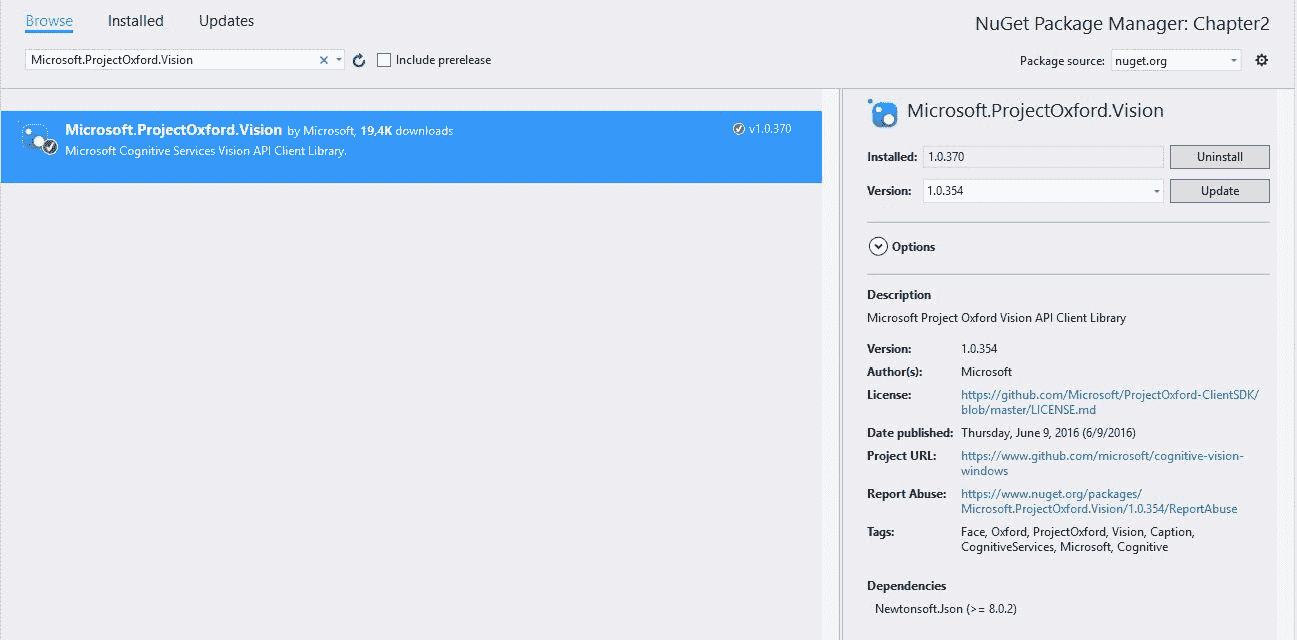 Browse Installed Updates
NuGet Package Manager: Chapter2
Microsoft.ProjectOxford.Vision
Include prerelease
Package source: nuget.org
Microsoft.ProjectOxford.Vision by Microsoft, 19,4K downloads
v1.0.370
Microsoft Cognitive Services Vision API Client Library.
Microsoft.ProjectOxford.Vision
Installed: 1.0.370 Uninstall
Version: 1.0.354 Update
Options
Description
Microsoft Project Oxford Vision API Client Library
Version: 1.0.354
Author(s): Microsoft
License: https://github.com/Microsoft/ProjectOxford-ClientSDK/
blob/master/LICENSE.md
Date published: Thursday, June 9, 2016 (6/9/2016)
Project URL: https://www.github.com/microsoft/cognitive-vision-
windows
Report Abuse: https://www.nuget.org/packages/
Microsoft.ProjectOxford.Vision/1.0.354/ReportAbuse
Tags: Face, Oxford, ProjectOxford, Vision, Caption,
CognitiveServices, Microsoft, Cognitive
Dependencies
Newtonsoft.Json (>= 8.0.2)